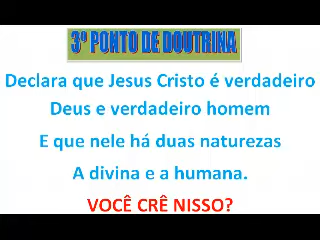 3º PONTO DE DOUTRINA
Declara que Jesus Cristo é verdadeiro
Deus e verdadeiro homem
E que nele há duas naturezas
A divina e a humana.
VOCÊ CRÊ NISSO?